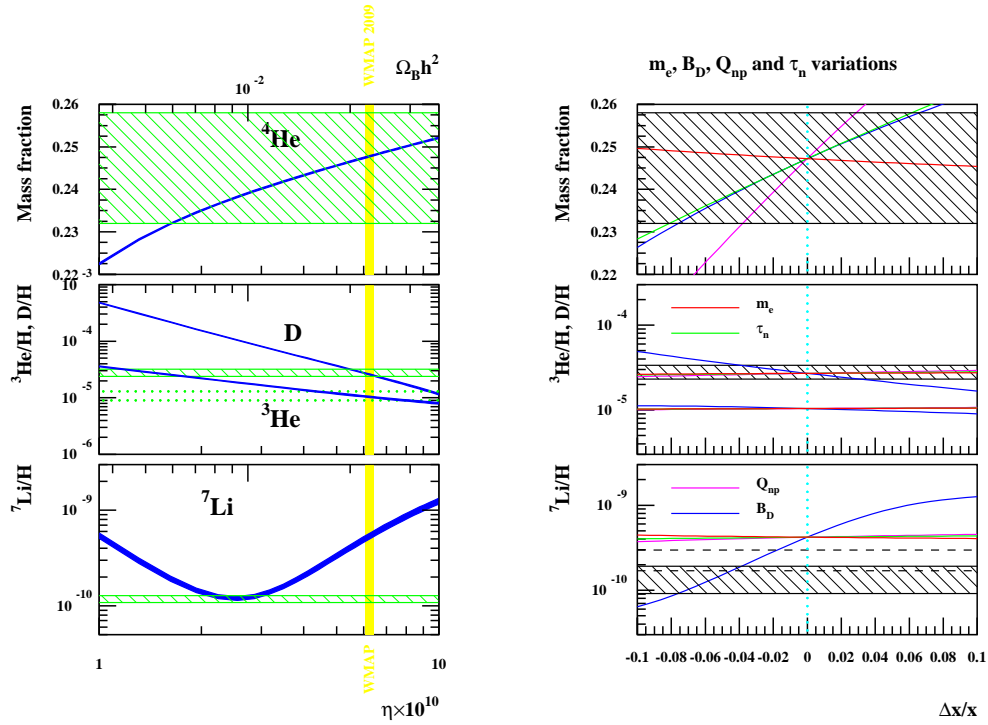 WMAP 2009
Ω_B h²
10⁻²
Mass fraction
0.26
0.25
0.24
0.23
0.22
⁴He
³He/H, D/H
10⁻³
10⁻⁴
10⁻⁵
10⁻⁶
D
³He
⁷Li/H
10⁻⁹
10⁻¹⁰
⁷Li
1
10
WMAP
η×10¹⁰
m_e, B_D, Q_np and τ_n variations
Mass fraction
0.26
0.25
0.24
0.23
0.22
³He/H, D/H
10⁻⁴
10⁻⁵
m_e
τ_n
⁷Li/H
10⁻⁹
10⁻¹⁰
Q_np
B_D
-0.1 -0.08 -0.06 -0.04 -0.02 0 0.02 0.04 0.06 0.08 0.1
Δx/x